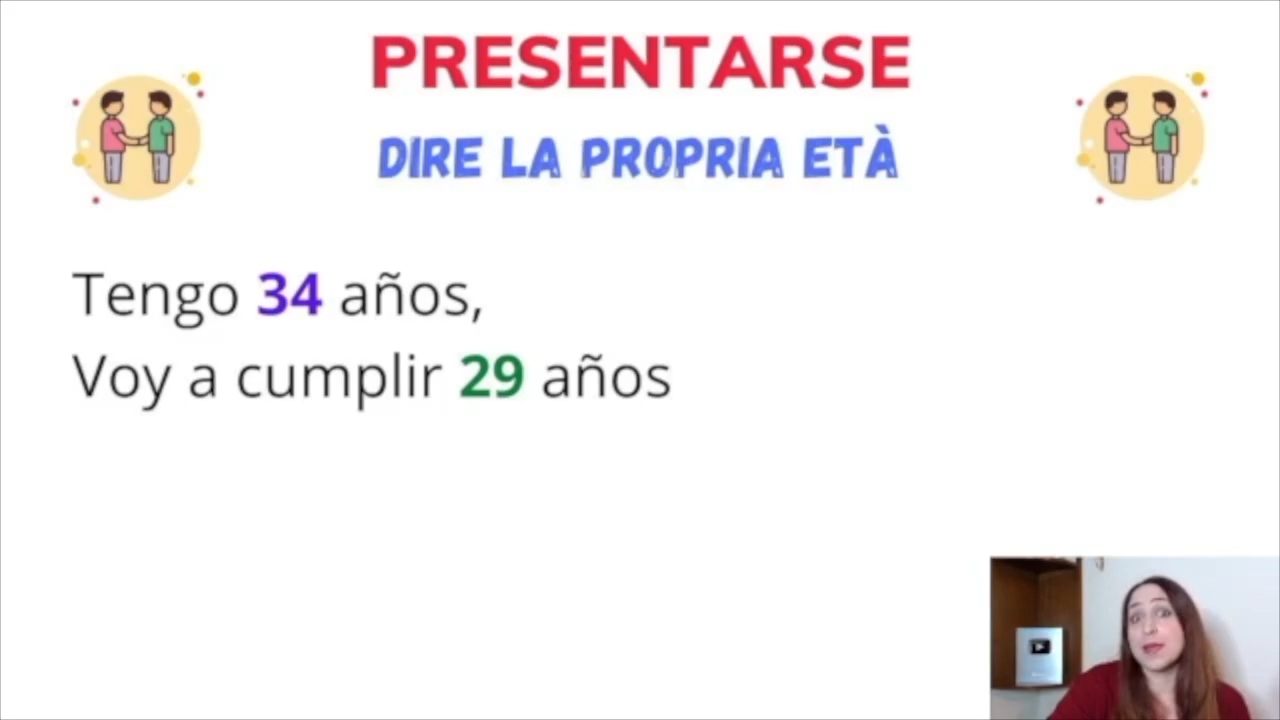 PRESENTARSE
DIRE LA PROPRIA ETÀ
Tengo 34 años,
Voy a cumplir 29 años